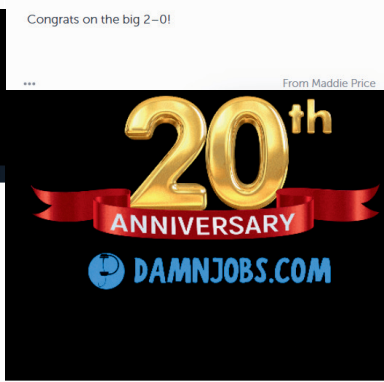 Congrats on the big 2–0!
... From Maddie Price
20th
ANNIVERSARY
DAMNJOBS.COM